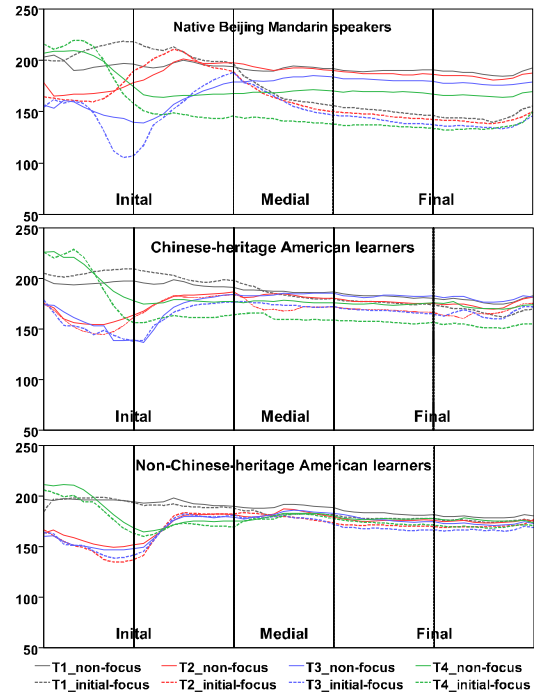 250
Native Beijing Mandarin speakers
200
150
100
Inital
Medial
Final
50
250
Chinese-heritage American learners
200
150
100
Inital
Medial
Final
50
250
Non-Chinese-heritage American learners
200
150
100
Inital
Medial
Final
50
T1_non-focus T2_non-focus T3_non-focus T4_non-focus
T1_initial-focus T2_initial-focus T3_initial-focus T4_initial-focus